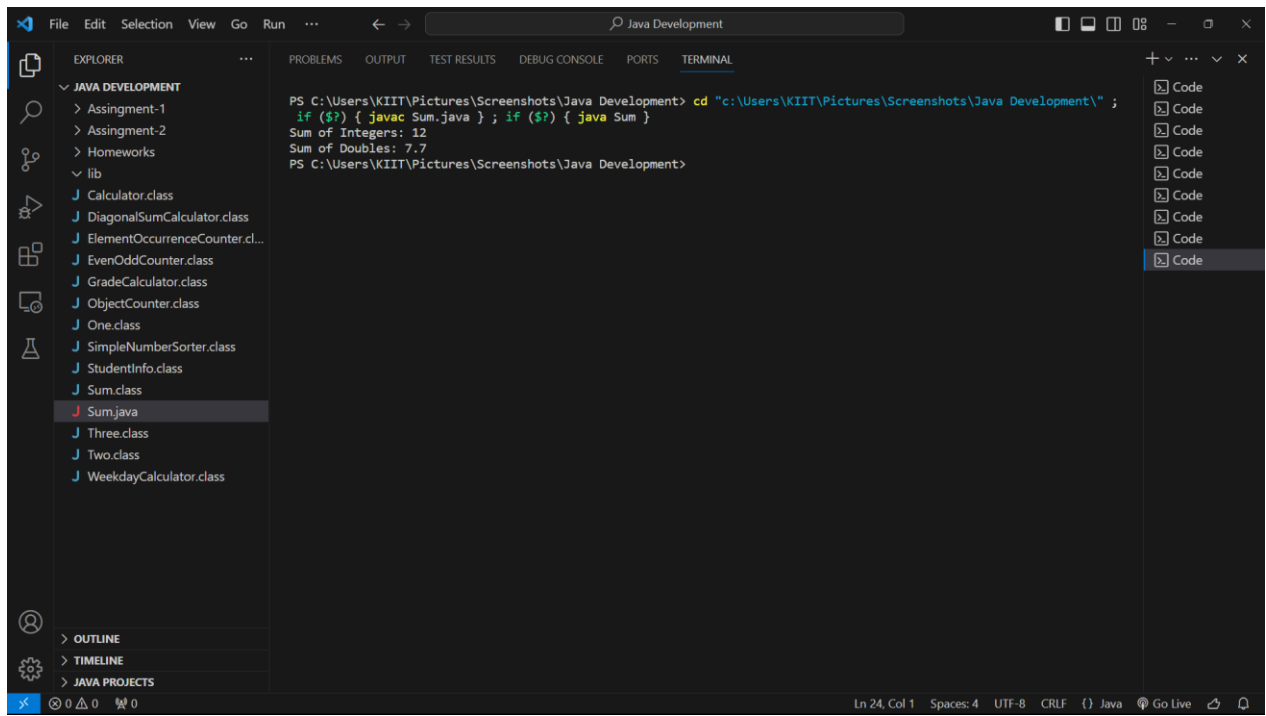 File Edit Selection View Go Run ··· Java Development
EXPLORER ···
JAVA DEVELOPMENT
Assingment-1
Assingment-2
Homeworks
lib
J Calculator.class
J DiagonalSumCalculator.class
J ElementOccurrenceCounter.cl...
J EvenOddCounter.class
J GradeCalculator.class
J ObjectCounter.class
J One.class
J SimpleNumberSorter.class
J StudentInfo.class
J Sum.class
J Sum.java
J Three.class
J Two.class
J WeekdayCalculator.class
OUTLINE
TIMELINE
JAVA PROJECTS
PROBLEMS OUTPUT TEST RESULTS DEBUG CONSOLE PORTS TERMINAL
PS C:\Users\KIIT\Pictures\Screenshots\Java Development> cd "c:\Users\KIIT\Pictures\Screenshots\Java Development\" ;
if ($?) { javac Sum.java } ; if ($?) { java Sum }
Sum of Integers: 12
Sum of Doubles: 7.7
PS C:\Users\KIIT\Pictures\Screenshots\Java Development>
Code
Code
Code
Code
Code
Code
Code
Code
Code
0 0 0 Ln 24, Col 1 Spaces: 4 UTF-8 CRLF {} Java Go Live